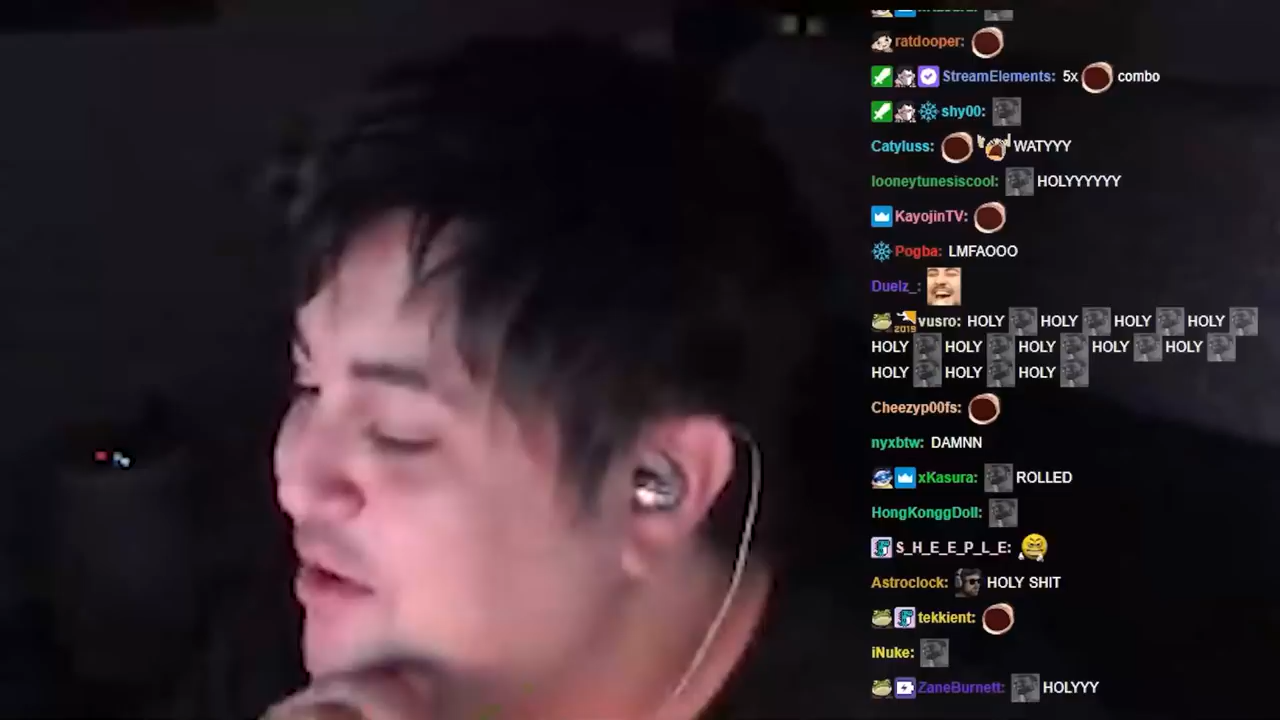 ratdooper:
StreamElements: 5x combo
shy00:
Catyluss: WATYYY
looneytunesiscool: HOLYYYYYY
KayojinTV:
Pogba: LMFAOOO
Duelz_:
2019 vusro: HOLY HOLY HOLY HOLY
HOLY HOLY HOLY HOLY HOLY
HOLY HOLY HOLY
Cheezyp00fs:
nyxbtw: DAMNN
xKasura: ROLLED
HongKonggDoll:
S_H_E_E_P_L_E:
Astroclock: HOLY SHIT
tekkient:
iNuke:
ZaneBurnett: HOLYYY